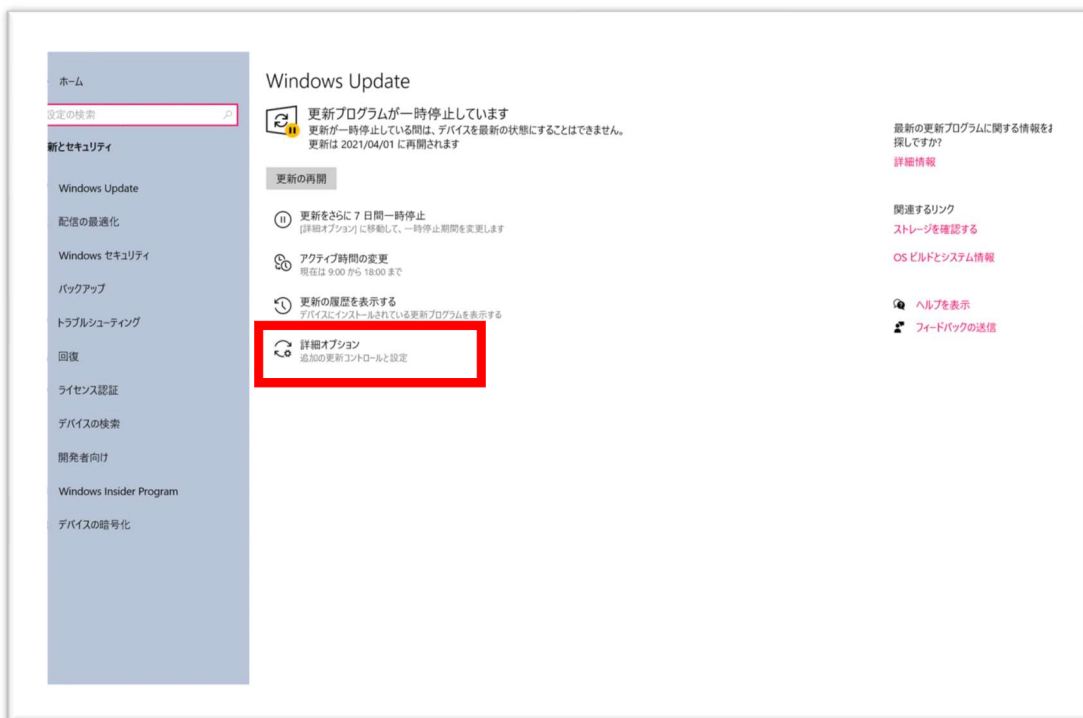 ホーム
設定の検索
新とセキュリティ
Windows Update
配信の最適化
Windows セキュリティ
バックアップ
トラブルシューティング
回復
ライセンス認証
デバイスの検索
開発者向け
Windows Insider Program
デバイスの暗号化
Windows Update
更新プログラムが一時停止しています
更新が一時停止している間は、デバイスを最新の状態にすることはできません。
更新は 2021/04/01 に再開されます
更新の再開
更新をさらに 7 日間一時停止
[詳細オプション] に移動して、一時停止期間を変更します
アクティブ時間の変更
現在は 9:00 から 18:00 まで
更新の履歴を表示する
デバイスにインストールされている更新プログラムを表示する
詳細オプション
追加の更新コントロールと設定
最新の更新プログラムに関する情報をお
探しですか?
詳細情報
関連するリンク
ストレージを確認する
OS ビルドとシステム情報
ヘルプを表示
フィードバックの送信